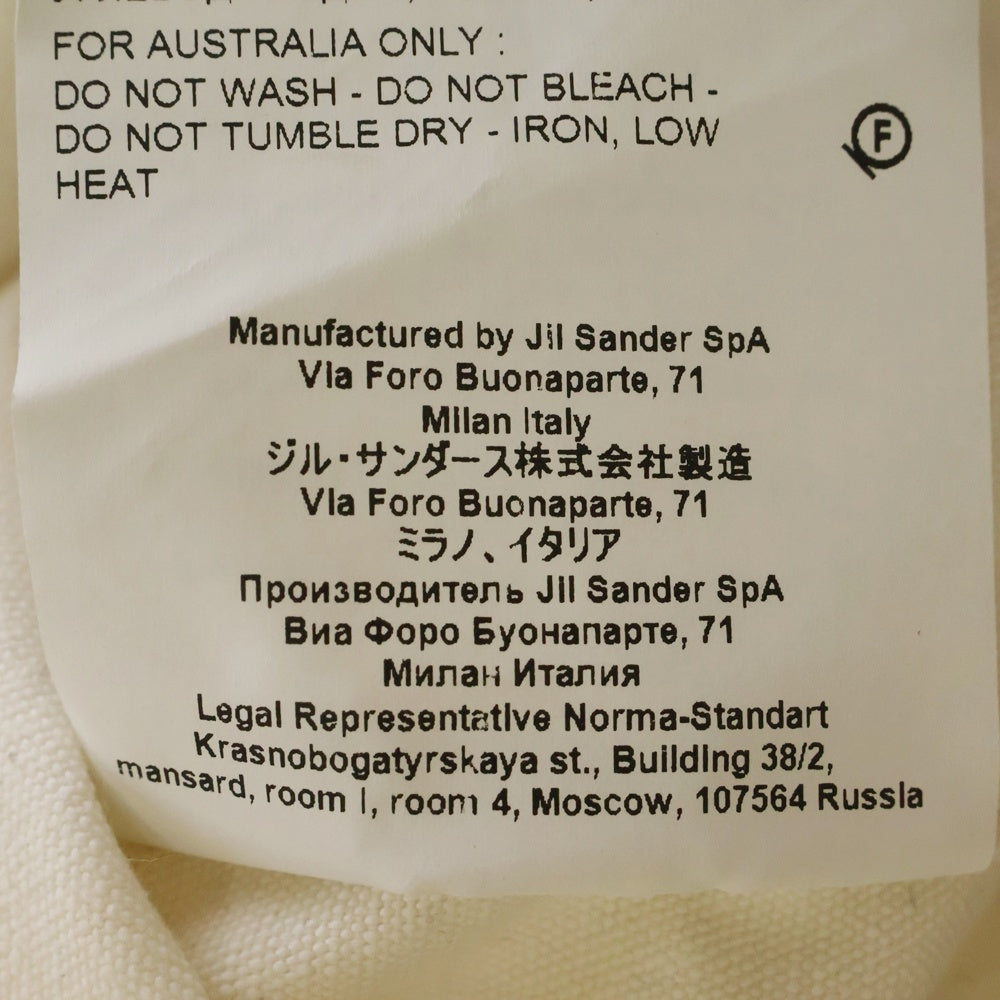 FOR AUSTRALIA ONLY :
DO NOT WASH - DO NOT BLEACH -
DO NOT TUMBLE DRY - IRON, LOW
HEAT
F
Manufactured by Jil Sander SpA
Via Foro Buonaparte, 71
Milan Italy
ジル・サンダース株式会社製造
Via Foro Buonaparte, 71
ミラノ、イタリア
Производитель Jil Sander SpA
Виа Форо Буонапарте, 71
Милан Италия
Legal Representative Norma-Standart
Krasnobogatyrskaya st., Building 38/2,
mansard, room I, room 4, Moscow, 107564 Russia